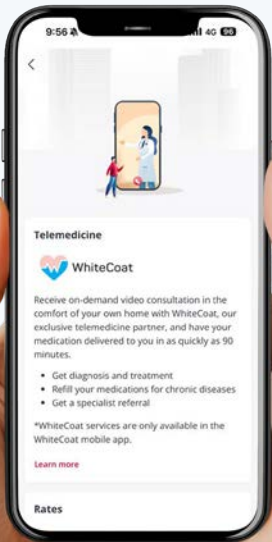 9:56
4G 96
Telemedicine
WhiteCoat
Receive on-demand video consultation in the
comfort of your own home with WhiteCoat, our
exclusive telemedicine partner, and have your
medication delivered to you in as quickly as 90
minutes.
• Get diagnosis and treatment
• Refill your medications for chronic diseases
• Get a specialist referral
*WhiteCoat services are only available in the
WhiteCoat mobile app.
Learn more
Rates